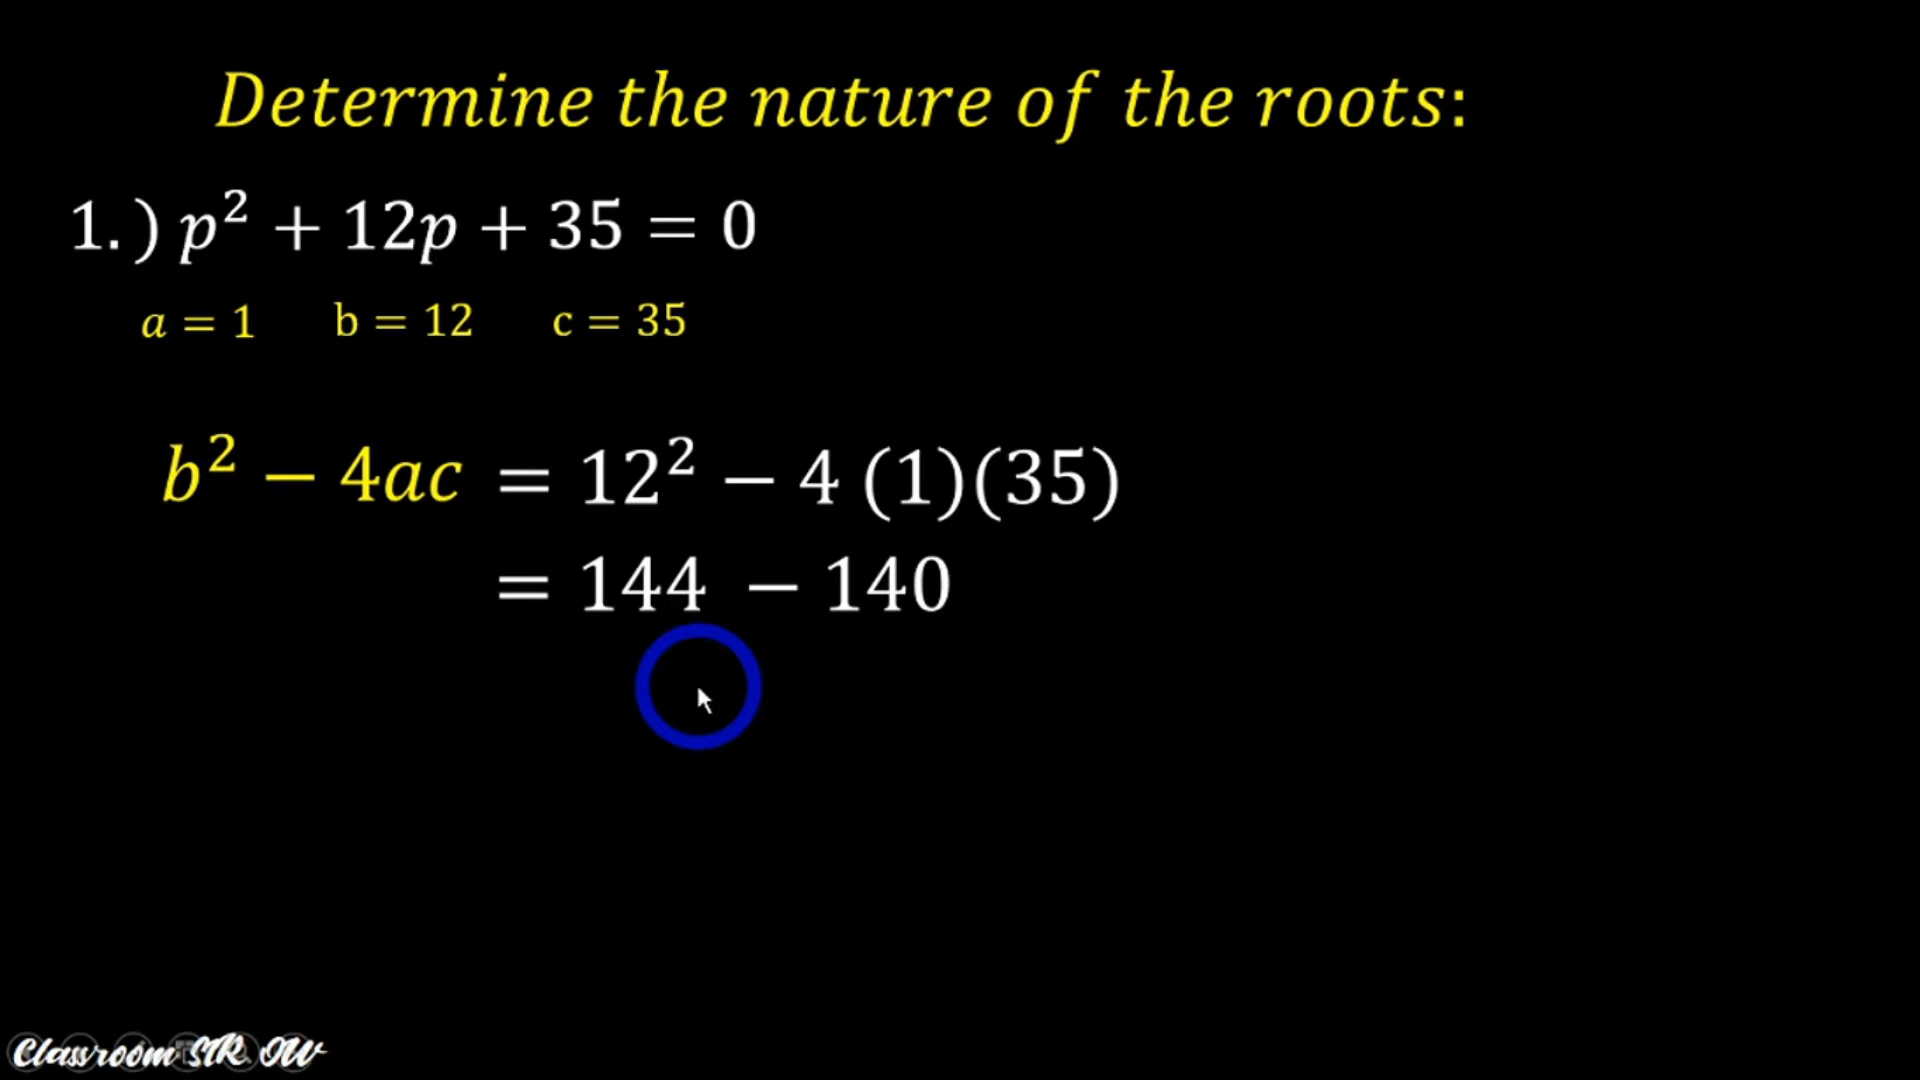 Determine the nature of the roots:
1.) p² + 12p + 35 = 0
a = 1 b = 12 c = 35
b² − 4ac = 12² − 4 (1)(35)
= 144 − 140
Classroom STR OW